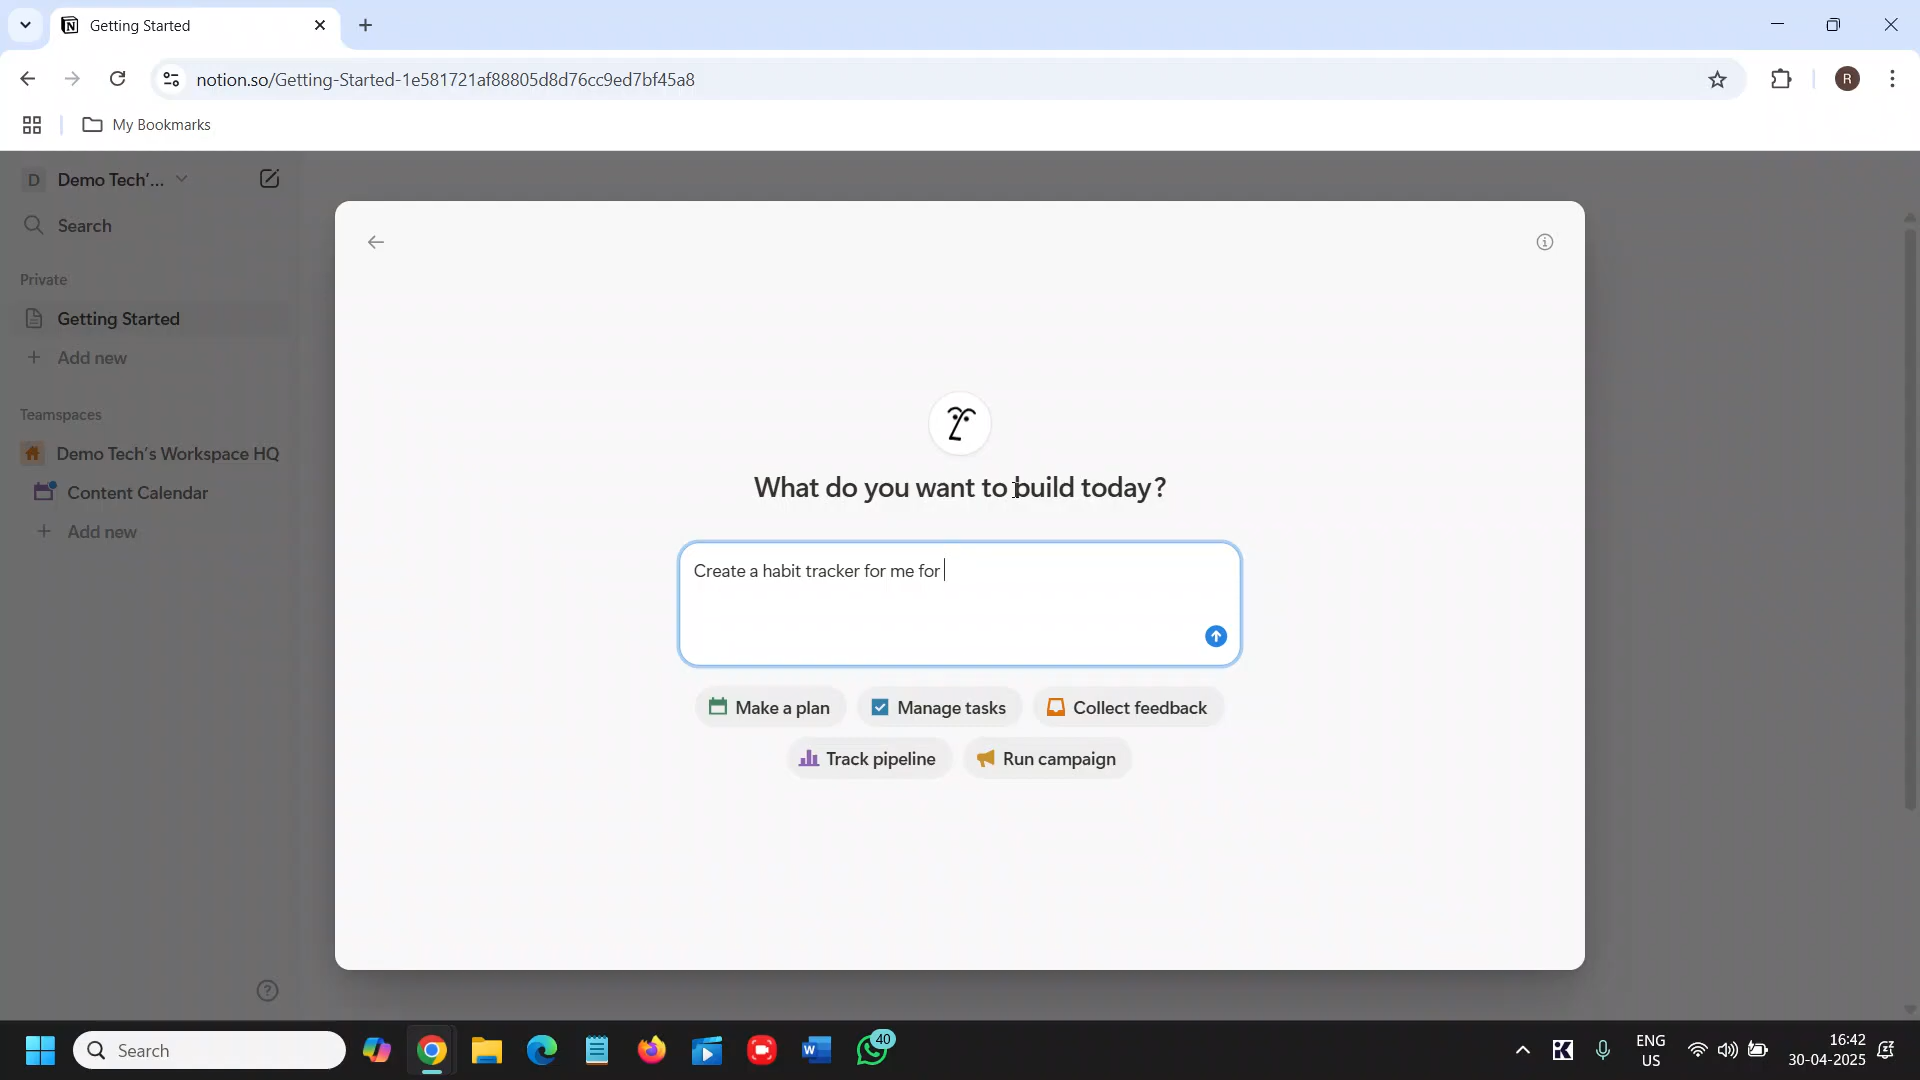 Getting Started
notion.so/Getting-Started-1e581721af88805d8d76cc9ed7bf45a8
R
My Bookmarks
D Demo Tech'...
Search
Private
Getting Started
Add new
Teamspaces
Demo Tech's Workspace HQ
Content Calendar
Add new
What do you want to build today?
Create a habit tracker for me for
Make a plan
Manage tasks
Collect feedback
Track pipeline
Run campaign
Search
40
ENG
US
16:42
30-04-2025